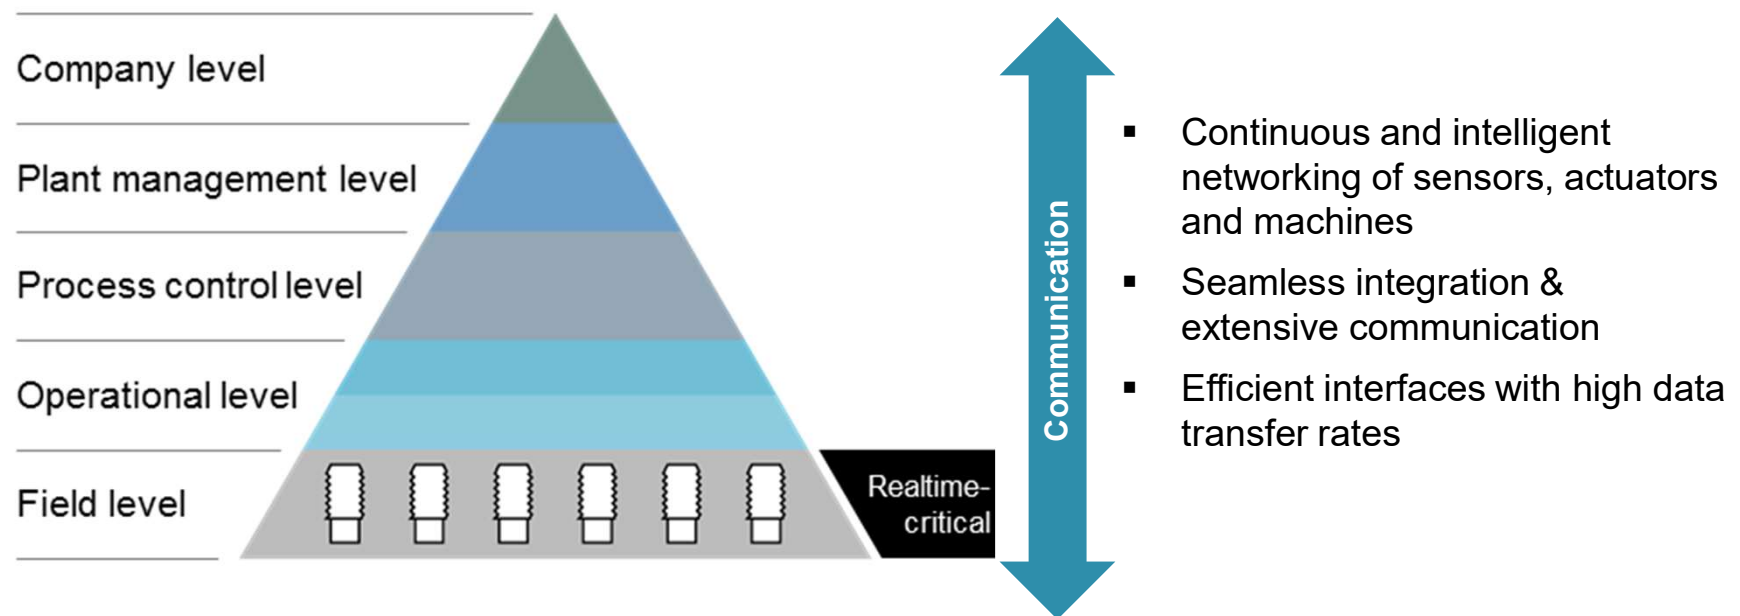 Company level
Plant management level
Process control level
Operational level
Field level
Realtime-
critical
Communication
▪ Continuous and intelligent
networking of sensors, actuators
and machines
▪ Seamless integration &
extensive communication
▪ Efficient interfaces with high data
transfer rates